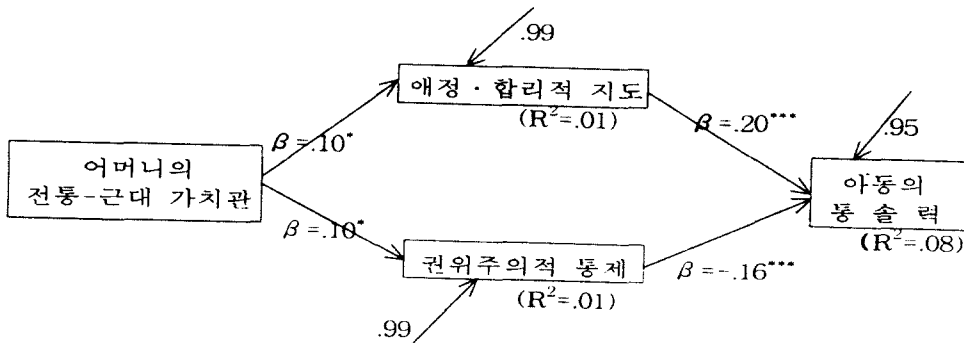 .99
애정·합리적 지도
(R²=.01)
β=.10*
β=.20***
.95
어머니의
전통-근대 가치관
아동의
통 솔 력
(R²=.08)
β=.10*
권위주의적 통제
β=-.16***
(R²=.01)
.99